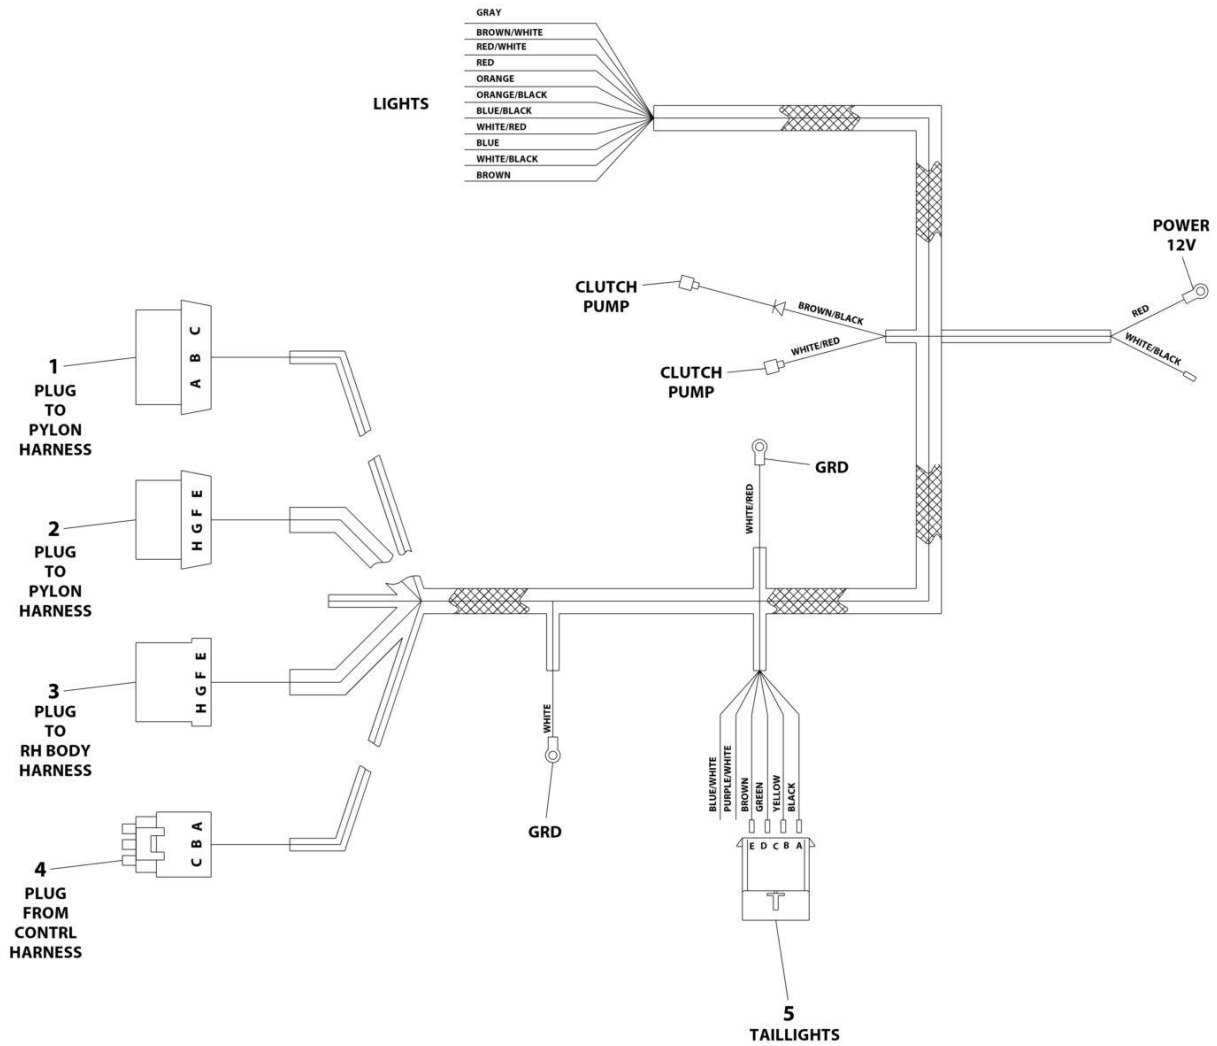 GRAY
BROWN/WHITE
RED/WHITE
RED
ORANGE
ORANGE/BLACK
BLUE/BLACK
WHITE/RED
BLUE
WHITE/BLACK
BROWN
LIGHTS
POWER
12V
RED
WHITE/BLACK
CLUTCH
PUMP
BROWN/BLACK
WHITE/RED
CLUTCH
PUMP
A B C
1
PLUG
TO
PYLON
HARNESS
GRD
WHITE/RED
H G F E
2
PLUG
TO
PYLON
HARNESS
H G F E
3
PLUG
TO
RH BODY
HARNESS
WHITE
GRD
BLUE/WHITE
PURPLE/WHITE
BROWN
GREEN
YELLOW
BLACK
E D C B A
C B A
4
PLUG
FROM
CONTRL
HARNESS
5
TAILLIGHTS